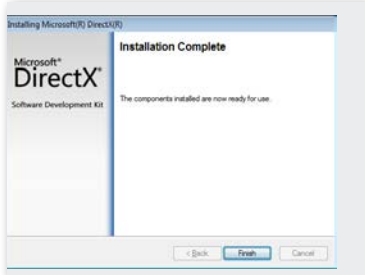 Installing Microsoft(R) DirectX(R)
Installation Complete
Microsoft®
DirectX®
Software Development Kit
The components installed are now ready for use.
< Back
Finish
Cancel